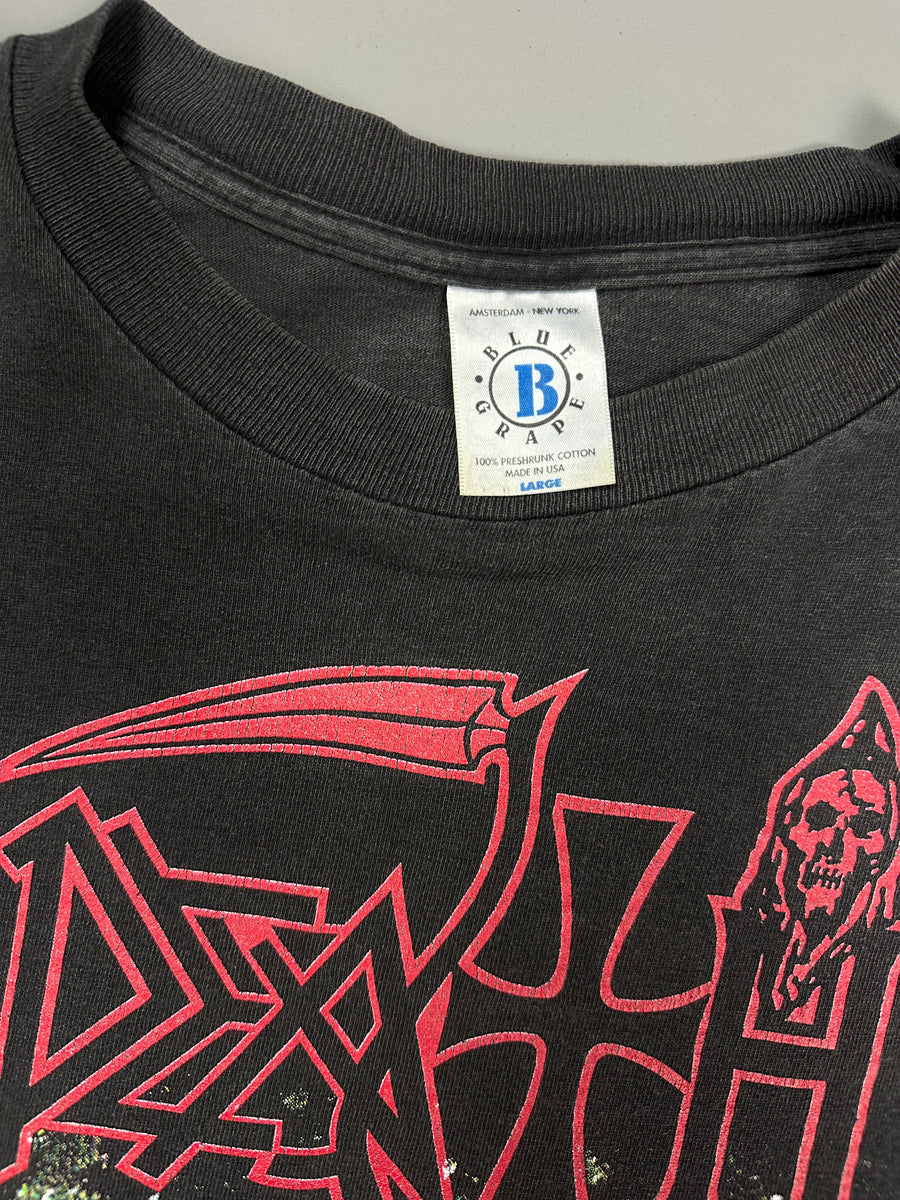 AMSTERDAM - NEW YORK
BLUE
B
GRAPE
100% PRESHRUNK COTTON
MADE IN USA
LARGE
DEATH